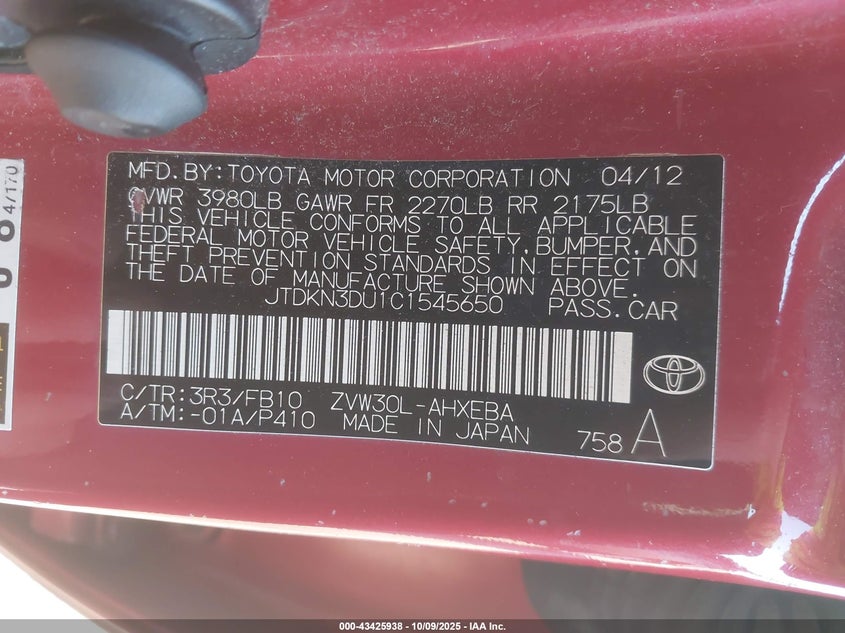 MFD.BY:TOYOTA MOTOR CORPORATION 04/12
GVWR 3980LB GAWR FR 2270LB RR 2175LB
THIS VEHICLE CONFORMS TO ALL APPLICABLE
FEDERAL MOTOR VEHICLE SAFETY,BUMPER,AND
THEFT PREVENTION STANDARDS IN EFFECT ON
THE DATE OF MANUFACTURE SHOWN ABOVE.
JTDKN3DU1C1545650 PASS.CAR
C/TR:3R3/FB10 ZVW30L-AHXEBA
A/TM:-01A/P410 MADE IN JAPAN 758A
000-43425938 - 10/09/2025 - IAA Inc.